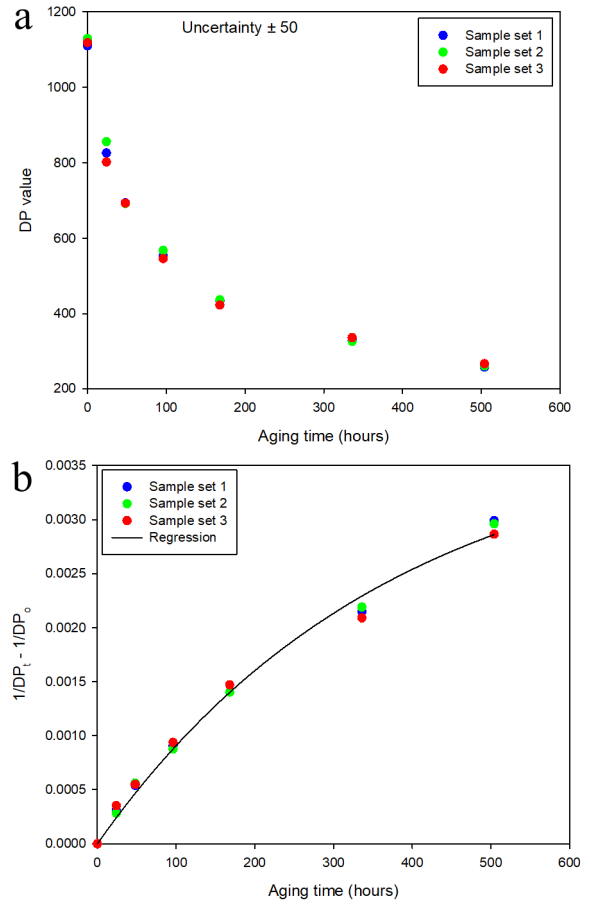 a
Uncertainty ± 50
Sample set 1
Sample set 2
Sample set 3
1200
1000
800
600
400
200
DP value
0 100 200 300 400 500 600
Aging time (hours)
b
Sample set 1
Sample set 2
Sample set 3
Regression
0.0035
0.0030
0.0025
0.0020
0.0015
0.0010
0.0005
0.0000
1/DPt - 1/DPo
0 100 200 300 400 500 600
Aging time (hours)